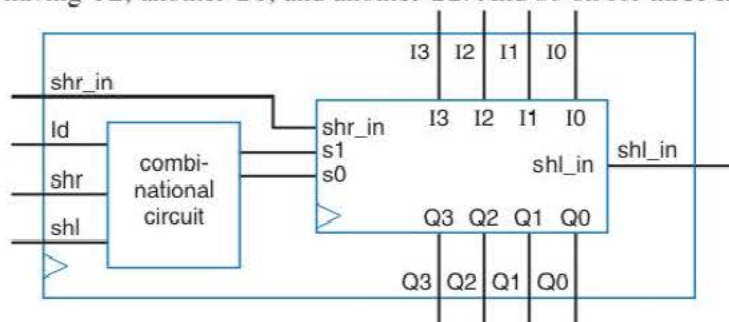 I3 I2 I1 I0
shr_in
ld
shr
shl
combi-
national
circuit
shr_in
s1
s0
I3 I2 I1 I0
shl_in
shl_in
Q3 Q2 Q1 Q0
Q3 Q2 Q1 Q0